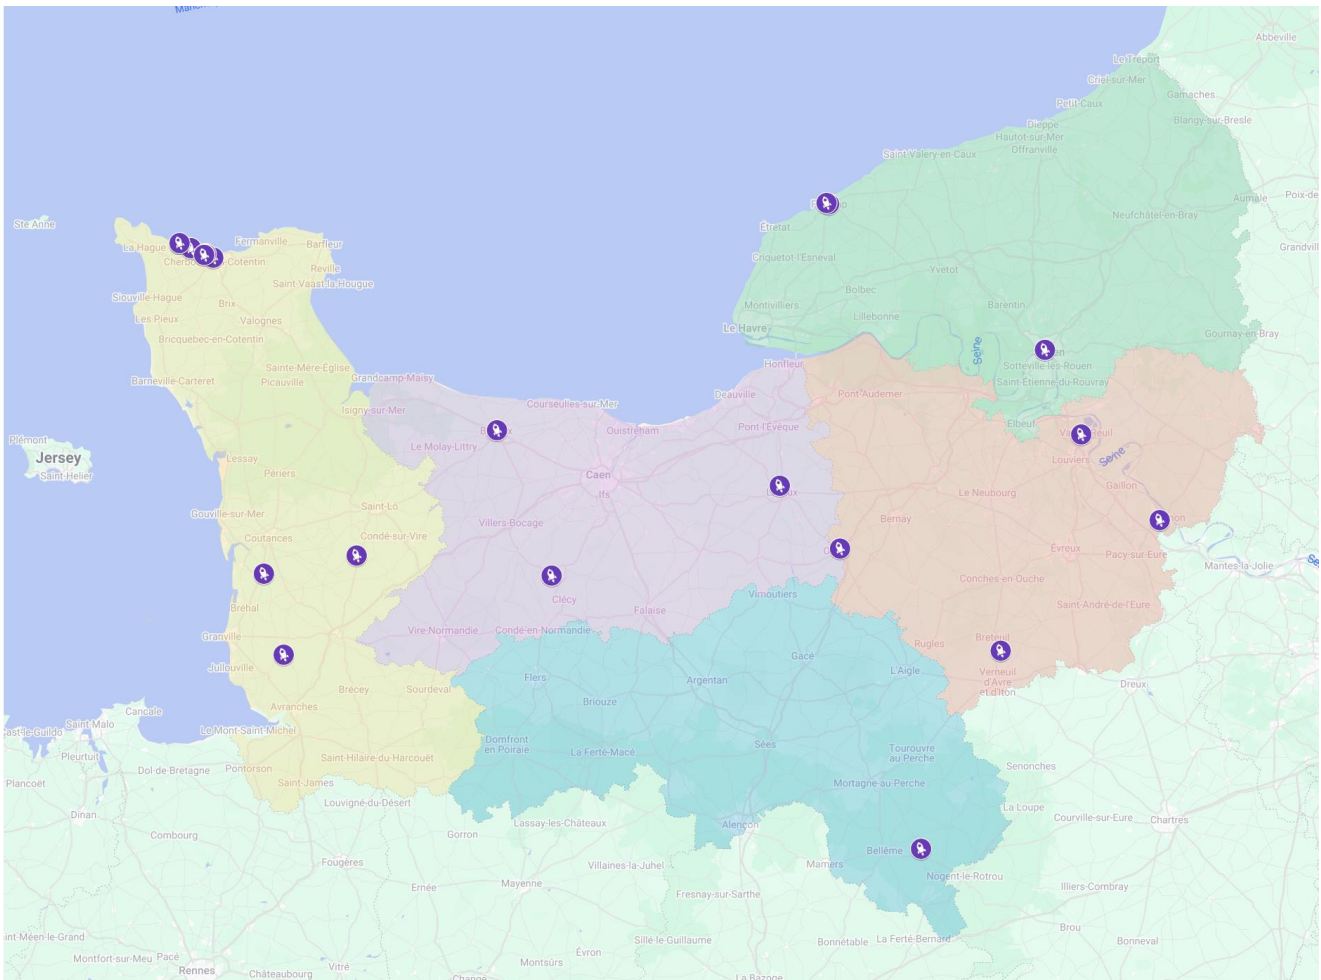 Abbeville
Le Tréport
Criel-sur-Mer
Gamaches
Petit-Caux
Blangy-sur-Bresle
Dieppe
Hautot-sur-Mer
Offranville
Saint-Valery-en-Caux
Aumale
Poix-de-
Neufchâtel-en-Bray
Ste Anne
Étretat
Fermanville
Barfleur
La Hague
Grandvill
Criquetot-l'Esneval
Cotentin
Réville
Yvetot
Saint-Vaast-la-Hougue
Bolbec
Siouville-Hague
Brix
Montivilliers
Barentin
Lillebonne
Les Pieux
Valognes
Le Havre
Gournay-en-Bray
Bricquebec-en-Cotentin
Seine
Sotteville-lès-Rouen
Sainte-Mère-Église
Honfleur
Barneville-Carteret
Picauville
Grandcamp-Maisy
Saint-Étienne-du-Rouvray
Deauville
Pont-Audemer
Isigny-sur-Mer
Courseulles-sur-Mer
Elbeuf
Pont-l'Évêque
Ouistreham
Plémont
Le Molay-Littry
Jersey
Lessay
Seine
Louviers
Saint-Helier
Périers
Caen
Gaillon
Ifs
Le Neubourg
Saint-Lô
Gouville-sur-Mer
Bernay
Villers-Bocage
Coutances
Condé-sur-Vire
Évreux
Pacy-sur-Eure
Mantes-la-Jolie
Conches-en-Ouche
Vimoutiers
Clécy
Saint-André-de-l'Eure
Bréhal
Falaise
Vire-Normandie
Condé-en-Normandie
Granville
Rugles
Breteuil
Gacé
Jullouville
L'Aigle
Verneuil
d'Avre
et d'Iton
Flers
Argentan
Dreux
Brécey
Sourdeval
Briouze
Avranches
Cancale
Saint Malo
Le Mont-Saint-Michel
Domfront
en Poiraie
Sées
La Ferté-Macé
Tourouvre
au Perche
Pleurtuit
Saint-Hilaire-du-Harcouët
Senonches
Dol-de-Bretagne
Pontorson
Plancoët
Saint-James
Mortagne-au-Perche
Louvigné-du-Désert
La Loupe
Dinan
Courville-sur-Eure
Chartres
Lassay-les-Châteaux
Alençon
Combourg
Gorron
Bellême
Fougères
Villaines-la-Juhel
Mamers
Nogent-le-Rotrou
Ernée
Mayenne
Illiers-Combray
Fresnay-sur-Sarthe
Brou
int-Méen-le-Grand
Sillé-le-Guillaume
Bonnétable
La Ferté-Bernard
Bonneval
Montfort-sur-Meu
Pacé
Évron
Montsûrs
Rennes
Vitré
Châteaubourg